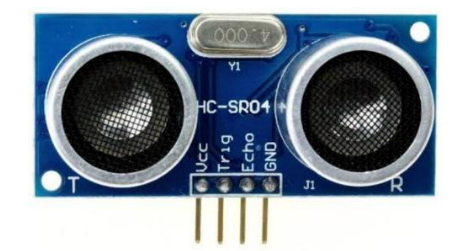 4.000
Y1
HC-SR04
Vcc
Trig
Echo
GND
T
J1
R